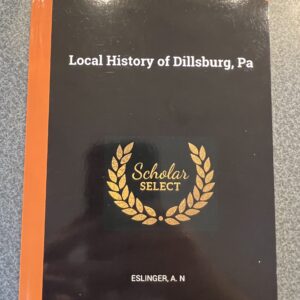 Local History of Dillsburg, Pa
Scholar
SELECT
ESLINGER, A. N